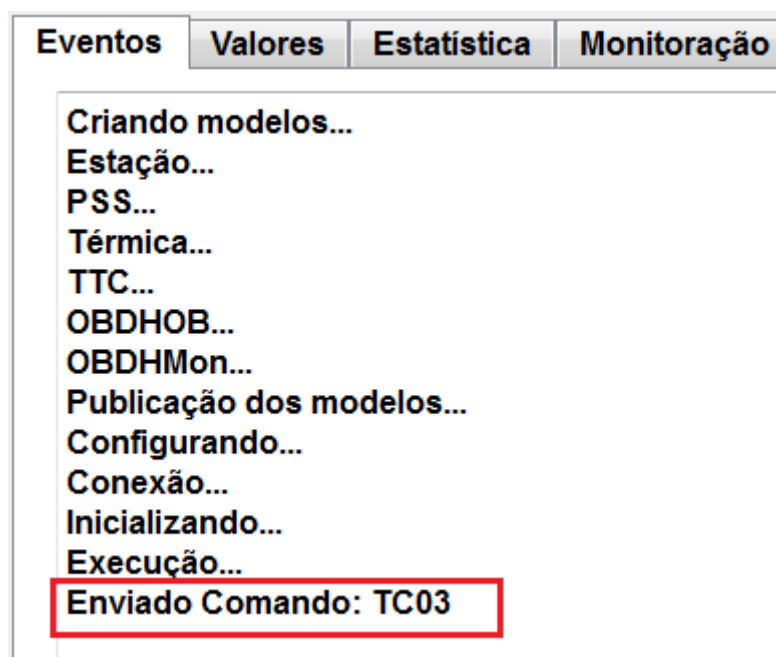 Eventos Valores Estatística Monitoração
Criando modelos...
Estação...
PSS...
Térmica...
TTC...
OBDHOB...
OBDHMon...
Publicação dos modelos...
Configurando...
Conexão...
Inicializando...
Execução...
Enviado Comando: TC03